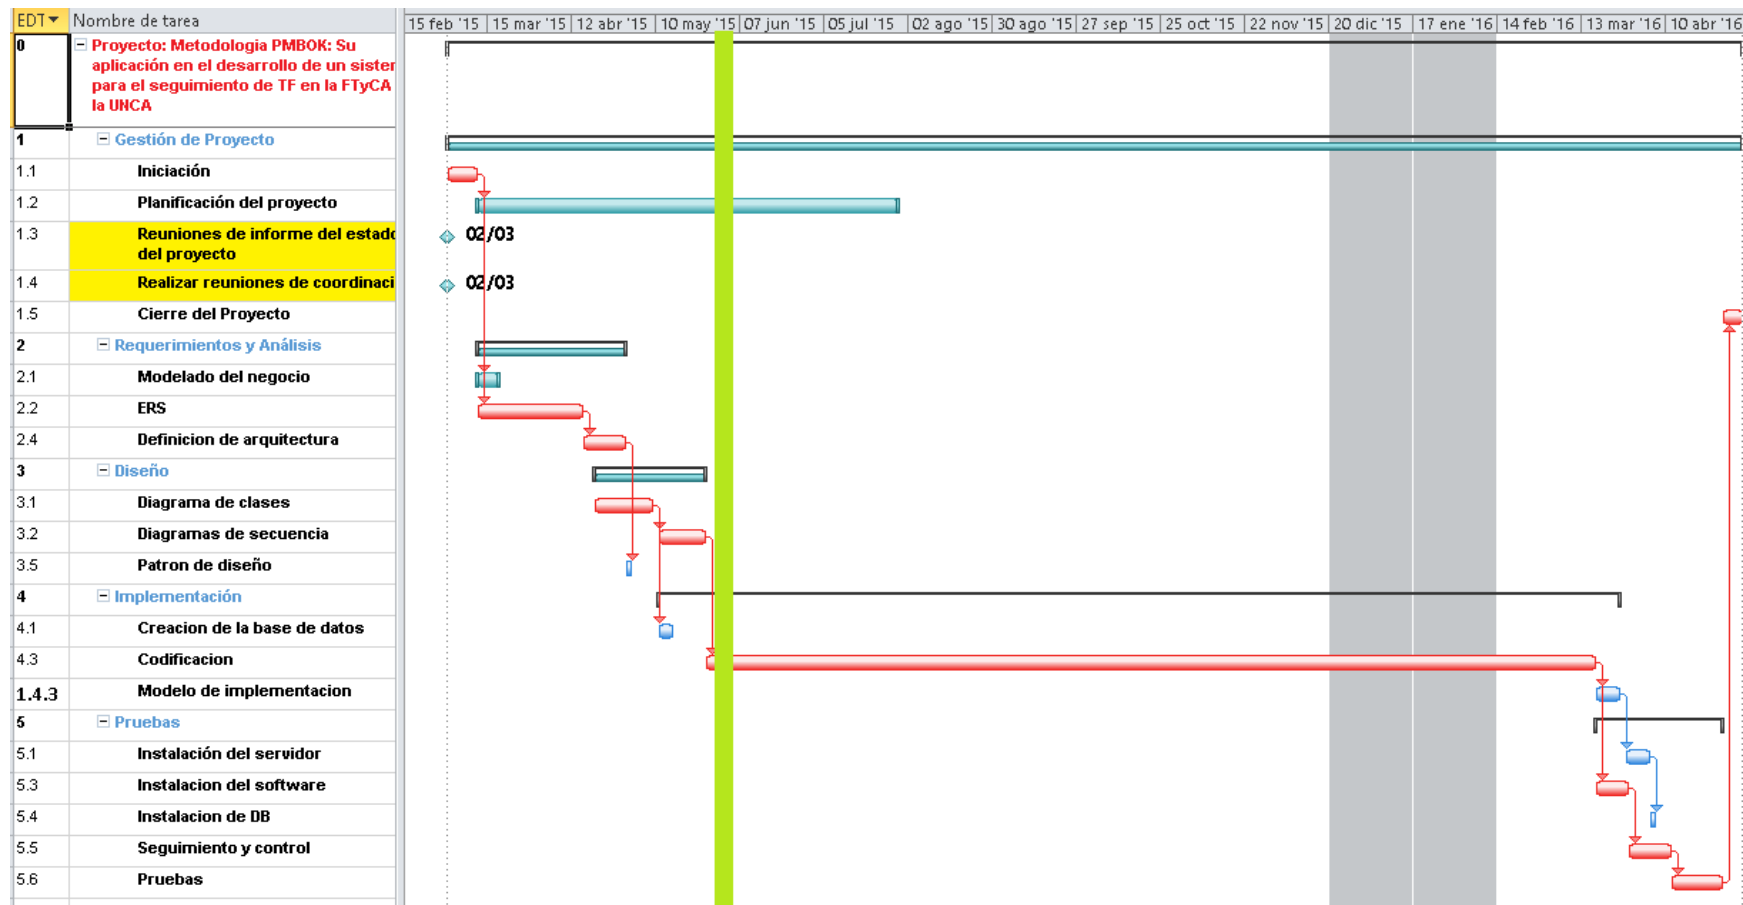 EDT Nombre de tarea
15 feb '15 15 mar '15 12 abr '15 10 may '15 07 jun '15 05 jul '15 02 ago '15 30 ago '15 27 sep '15 25 oct '15 22 nov '15 20 dic '15 17 ene '16 14 feb '16 13 mar '16 10 abr '16
0 Proyecto: Metodologia PMBOK: Su
aplicación en el desarrollo de un sister
para el seguimiento de TF en la FTyCA
la UNCA
1 Gestión de Proyecto
1.1 Iniciación
1.2 Planificación del proyecto
1.3 Reuniones de informe del estado
del proyecto
02/03
1.4 Realizar reuniones de coordinaci
02/03
1.5 Cierre del Proyecto
2 Requerimientos y Análisis
2.1 Modelado del negocio
2.2 ERS
2.4 Definicion de arquitectura
3 Diseño
3.1 Diagrama de clases
3.2 Diagramas de secuencia
3.5 Patron de diseño
4 Implementación
4.1 Creacion de la base de datos
4.3 Codificacion
1.4.3 Modelo de implementacion
5 Pruebas
5.1 Instalación del servidor
5.3 Instalacion del software
5.4 Instalacion de DB
5.5 Seguimiento y control
5.6 Pruebas